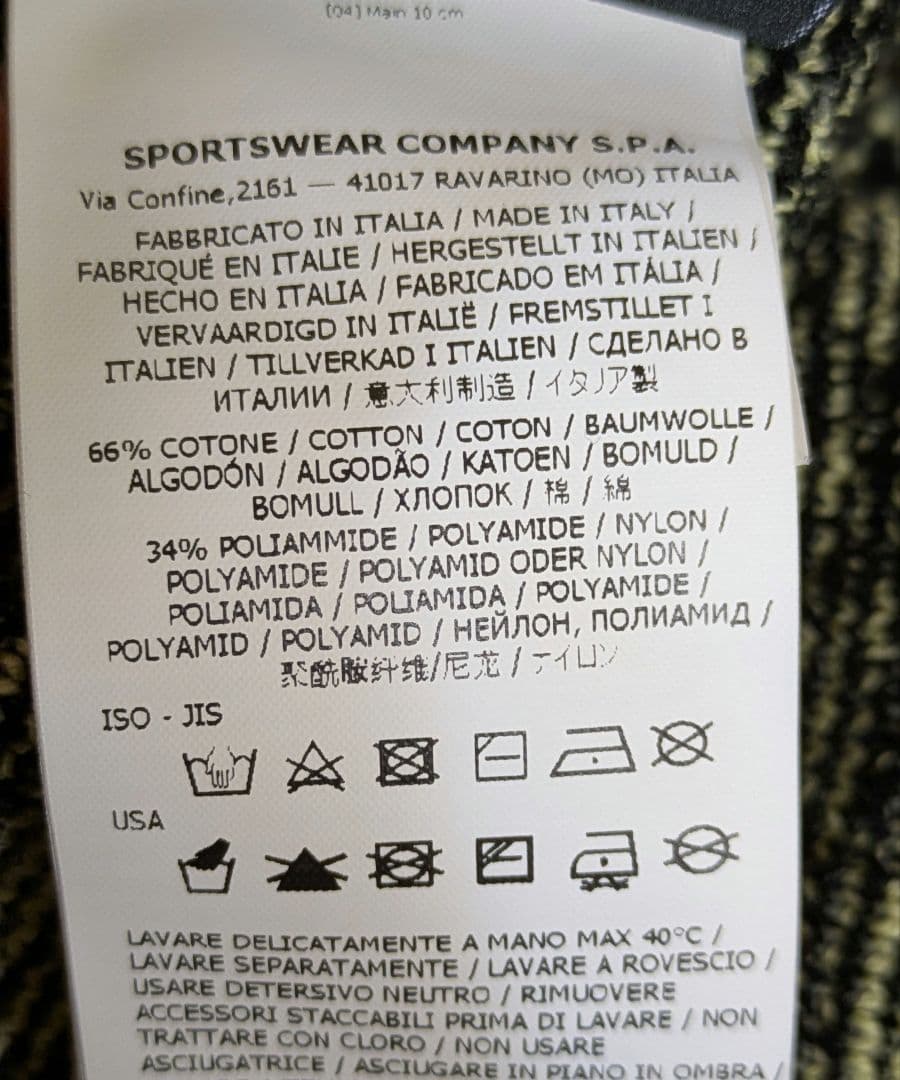 (04) Main 10 cm
SPORTSWEAR COMPANY S.P.A.
Via Confine,2161 — 41017 RAVARINO (MO) ITALIA
FABBRICATO IN ITALIA / MADE IN ITALY /
FABRIQUÉ EN ITALIE / HERGESTELLT IN ITALIEN /
HECHO EN ITALIA / FABRICADO EM ITÁLIA /
VERVAARDIGD IN ITALIË / FREMSTILLET I
ITALIEN / TILLVERKAD I ITALIEN / СДЕЛАНО В
ИТАЛИИ / 意大利制造 / イタリア製
66% COTONE / COTTON / COTON / BAUMWOLLE /
ALGODÓN / ALGODÃO / KATOEN / BOMULD /
BOMULL / ХЛОПОК / 棉 / 綿
34% POLIAMMIDE / POLYAMIDE / NYLON /
POLYAMIDE / POLYAMID ODER NYLON /
POLIAMIDA / POLIAMIDA / POLYAMIDE /
POLYAMID / POLYAMID / НЕЙЛОН, ПОЛИАМИД /
聚酰胺纤维/尼龙 / ナイロン
ISO - JIS
USA
LAVARE DELICATAMENTE A MANO MAX 40°C /
LAVARE SEPARATAMENTE / LAVARE A ROVESCIO /
USARE DETERSIVO NEUTRO / RIMUOVERE
ACCESSORI STACCABILI PRIMA DI LAVARE / NON
TRATTARE CON CLORO / NON USARE
ASCIUGATRICE / ASCIUGARE IN PIANO IN OMBRA /